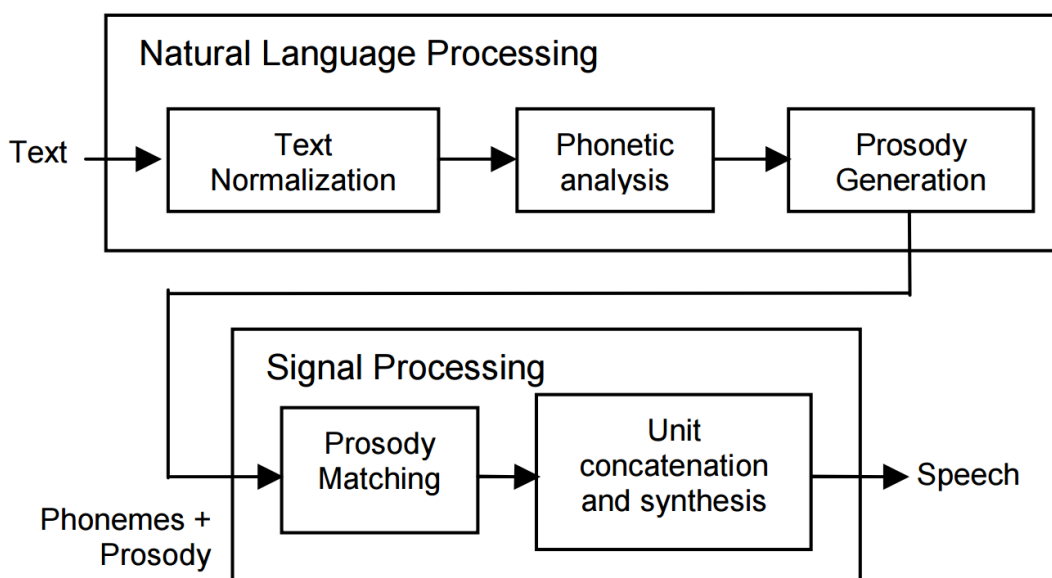 Natural Language Processing
Text
Text
Normalization
Phonetic
analysis
Prosody
Generation
Signal Processing
Prosody
Matching
Unit
concatenation
and synthesis
Speech
Phonemes +
Prosody